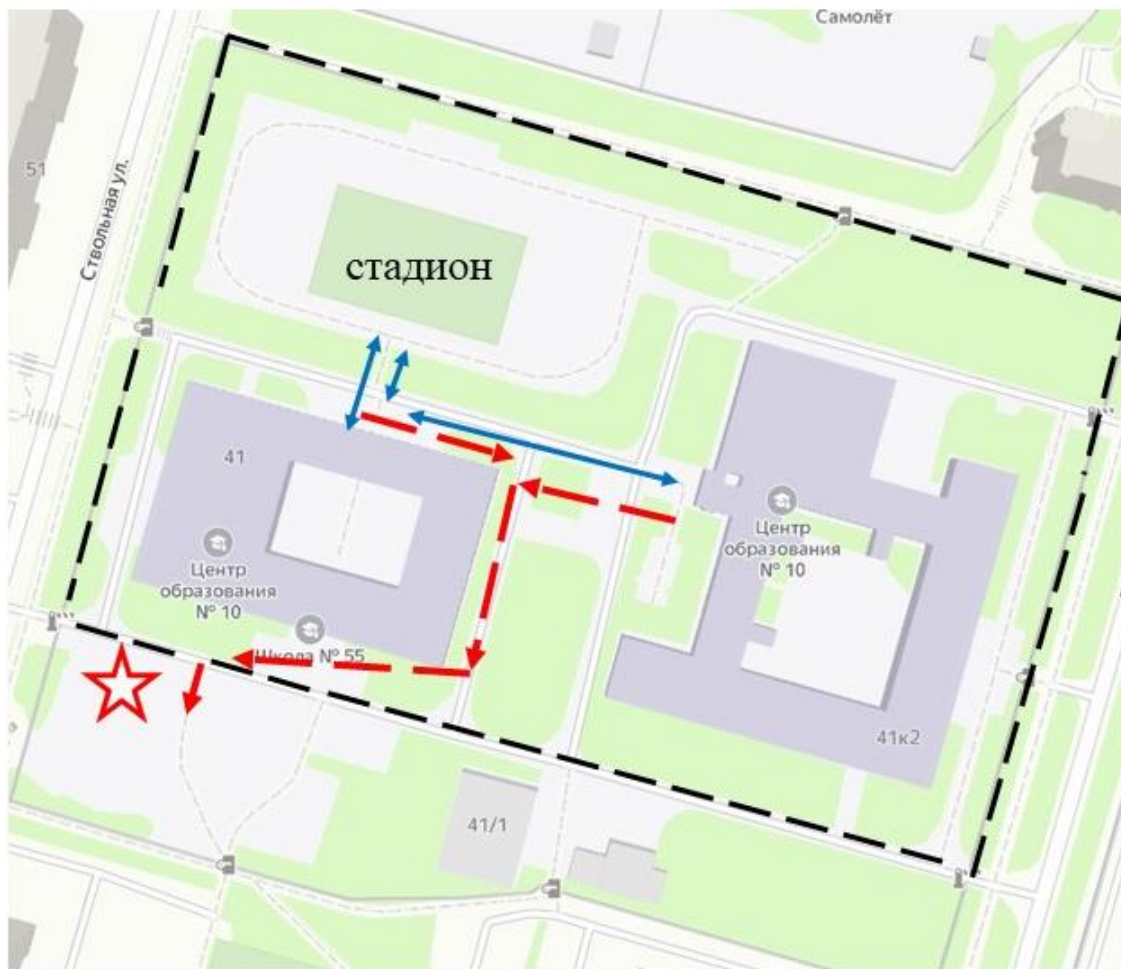 Самолёт
51
Ствольная ул.
стадион
41
Центр
образования
№ 10
Центр
образования
№ 10
Школа № 55
41к2
41/1